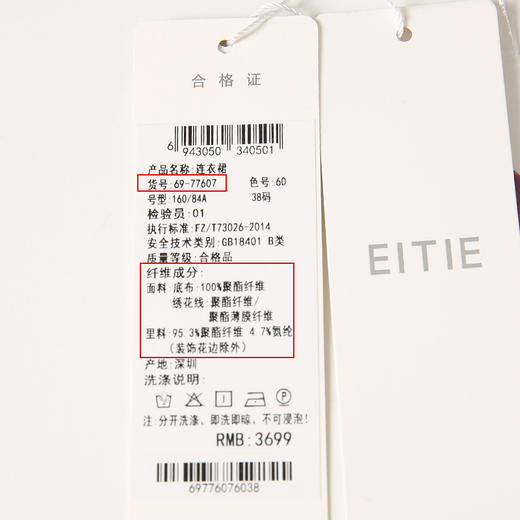 合格证
6 943050 340501
产品名称:连衣裙
货号:69-77607 色号:60
号型:160/84A 38码
检验员:01
执行标准:FZ/T73026-2014
安全技术类别:GB18401 B类
质量等级:合格品
纤维成分:
面料:底布:100%聚酯纤维
绣花线:聚酯纤维/
聚酯薄膜纤维
里料:95.3%聚酯纤维 4.7%氨纶
(装饰花边除外)
产地:深圳
洗涤说明:
注:分开洗涤、即洗即晾、不可浸泡!
RMB:3699
69776076038
EITIE